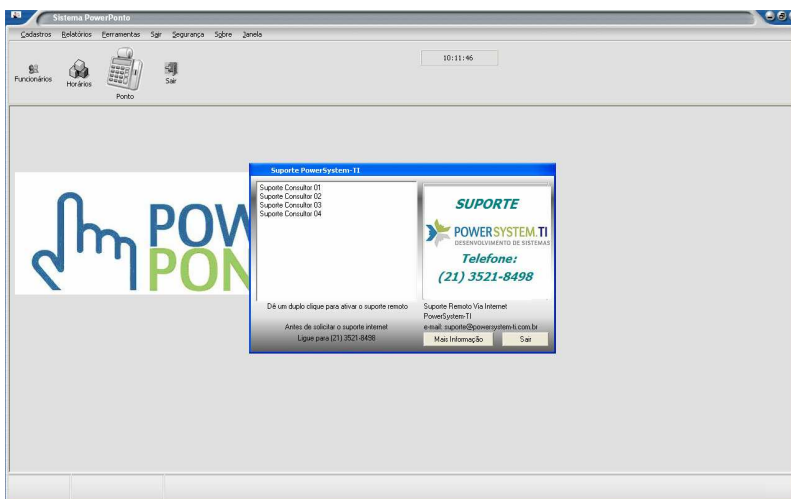 Sistema PowerPonto
Cadastros Relatórios Ferramentas Sair Segurança Sobre Janela
10:11:46
Funcionários
Horários
Ponto
Sair
POW
PON
Suporte PowerSystem-TI
Suporte Consultor 01
Suporte Consultor 02
Suporte Consultor 03
Suporte Consultor 04
SUPORTE
POWERSYSTEM.TI
DESENVOLVIMENTO DE SISTEMAS
Telefone:
(21) 3521-8498
Dê um duplo clique para ativar o suporte remoto
Antes de solicitar o suporte internet
Ligue para (21) 3521-8498
Suporte Remoto Via Internet
PowerSystem-TI
e-mail: suporte@powersystem-ti.com.br
Mais Informação
Sair